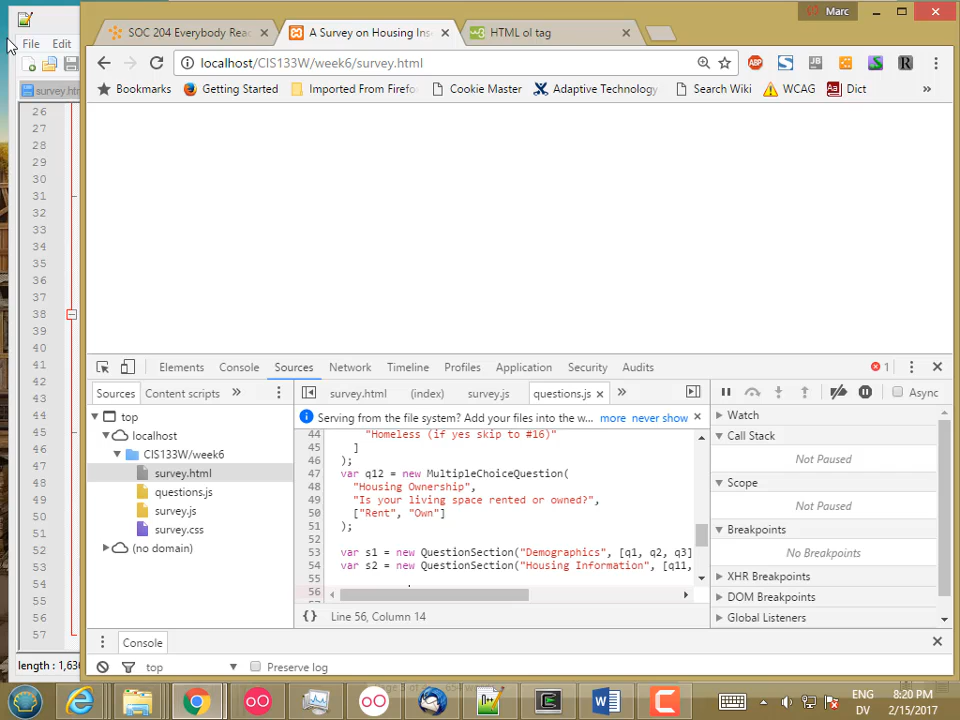 Marc
SOC 204 Everybody Rea
A Survey on Housing Inse
HTML ol tag
File Edit
localhost/CIS133W/week6/survey.html
ABP
JB
S
R
Bookmarks
Getting Started
Imported From Firefo
Cookie Master
Adaptive Technology
Search Wiki
WCAG
Dict
»
survey.htm
26
27
28
29
30
31
32
33
34
35
36
37
38
39
40
41
42
43
44
45
46
47
48
49
50
51
52
53
54
55
56
57
length : 1,636
Elements Console Sources Network Timeline Profiles Application Security Audits 1
Sources Content scripts »
survey.html (index) survey.js questions.js »
Async
top
localhost
CIS133W/week6
survey.html
questions.js
survey.js
survey.css
(no domain)
Serving from the file system? Add your files into the w... more never show
44 "Homeless (if yes skip to #16)"
45 ]
46 );
47 var q12 = new MultipleChoiceQuestion(
48 "Housing Ownership",
49 "Is your living space rented or owned?",
50 ["Rent", "Own"]
51 );
52
53 var s1 = new QuestionSection("Demographics", [q1, q2, q3]
54 var s2 = new QuestionSection("Housing Information", [q11,
55
56
{} Line 56, Column 14
Watch
Call Stack
Not Paused
Scope
Not Paused
Breakpoints
No Breakpoints
XHR Breakpoints
DOM Breakpoints
Global Listeners
Console
top
Preserve log
ENG
DV
8:20 PM
2/15/2017